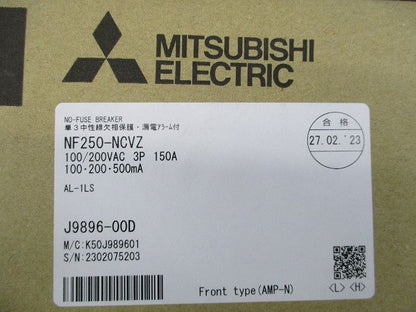 MITSUBISHI
ELECTRIC
NO-FUSE BREAKER
単3中性線欠相保護・漏電アラーム付
NF250-NCVZ
100/200VAC 3P 150A
100・200・500mA
AL-1LS
合格
27.02.'23
J9896-00D
M/C:K50J989601
S/N:2302075203
Front type(AMP-N)
<L> <H>